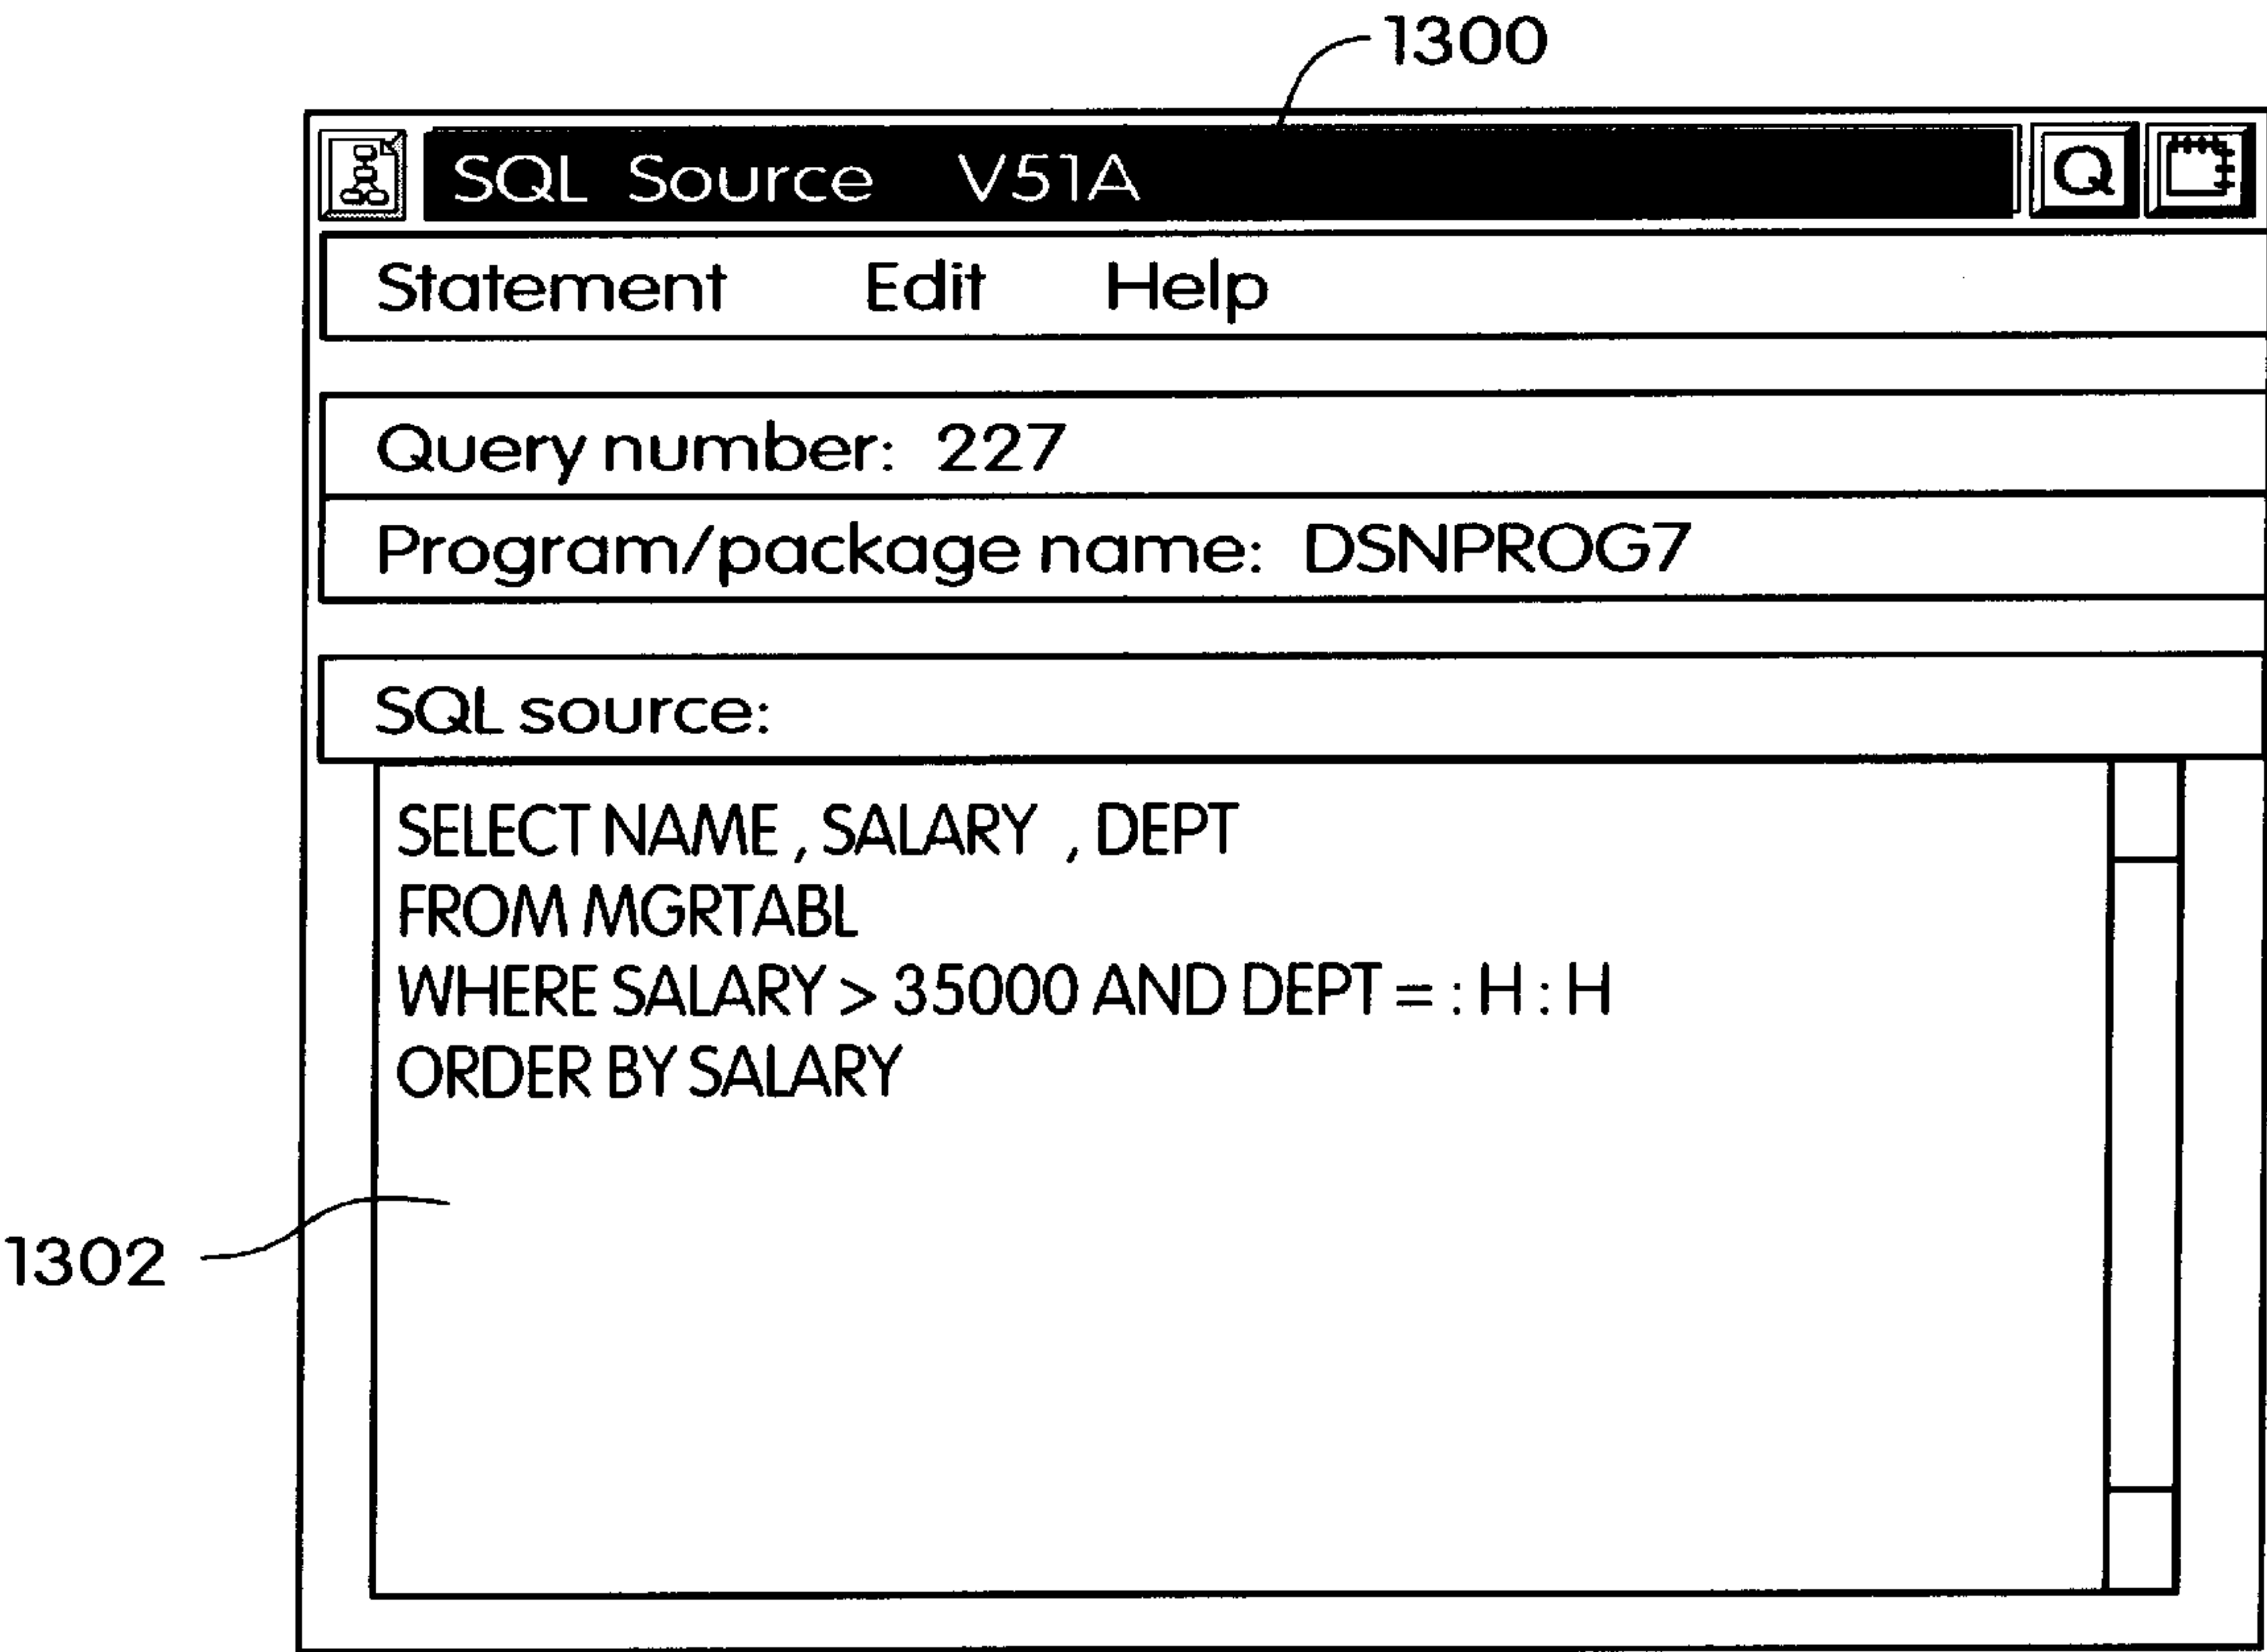 1300
SQL Source V51A Q
Statement Edit Help
Query number: 227
Program/package name: DSNPROG7
SQL source:
SELECT NAME , SALARY , DEPT
FROM MGRTABL
WHERE SALARY > 35000 AND DEPT = : H : H
ORDER BY SALARY
1302